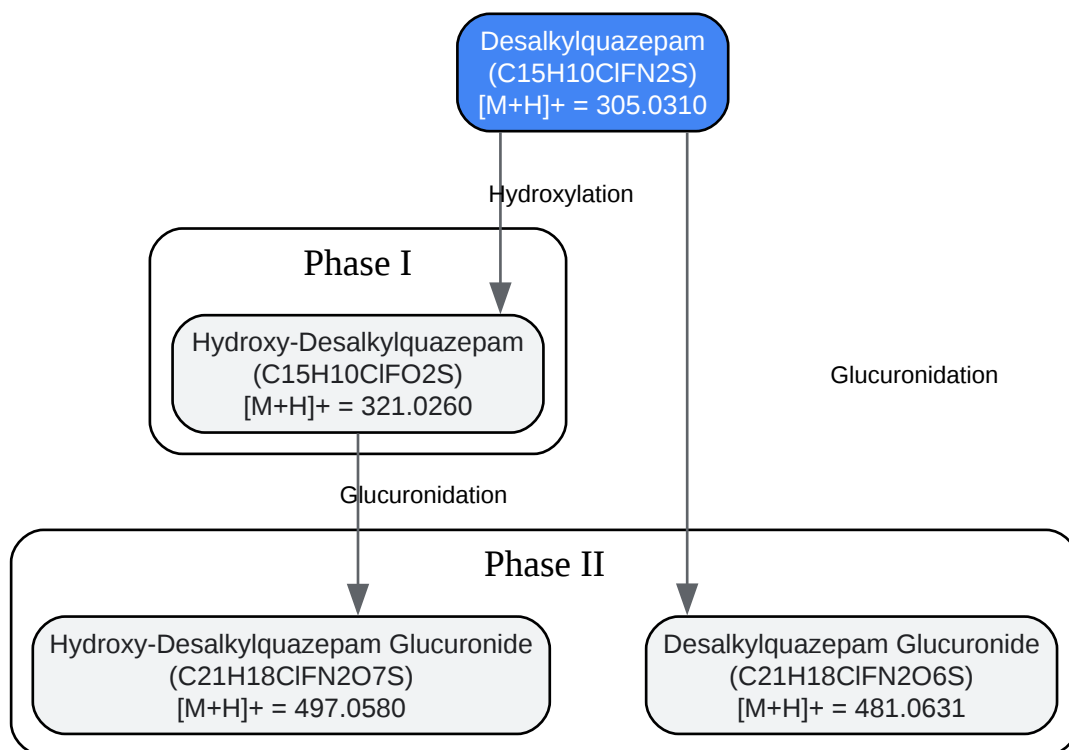 Desalkylquazepam
(C15H10ClFN2S)
[M+H]+ = 305.0310
Hydroxylation
Phase I
Hydroxy-Desalkylquazepam
(C15H10ClFO2S)
[M+H]+ = 321.0260
Glucuronidation
Glucuronidation
Phase II
Hydroxy-Desalkylquazepam Glucuronide
(C21H18ClFN2O7S)
[M+H]+ = 497.0580
Desalkylquazepam Glucuronide
(C21H18ClFN2O6S)
[M+H]+ = 481.0631